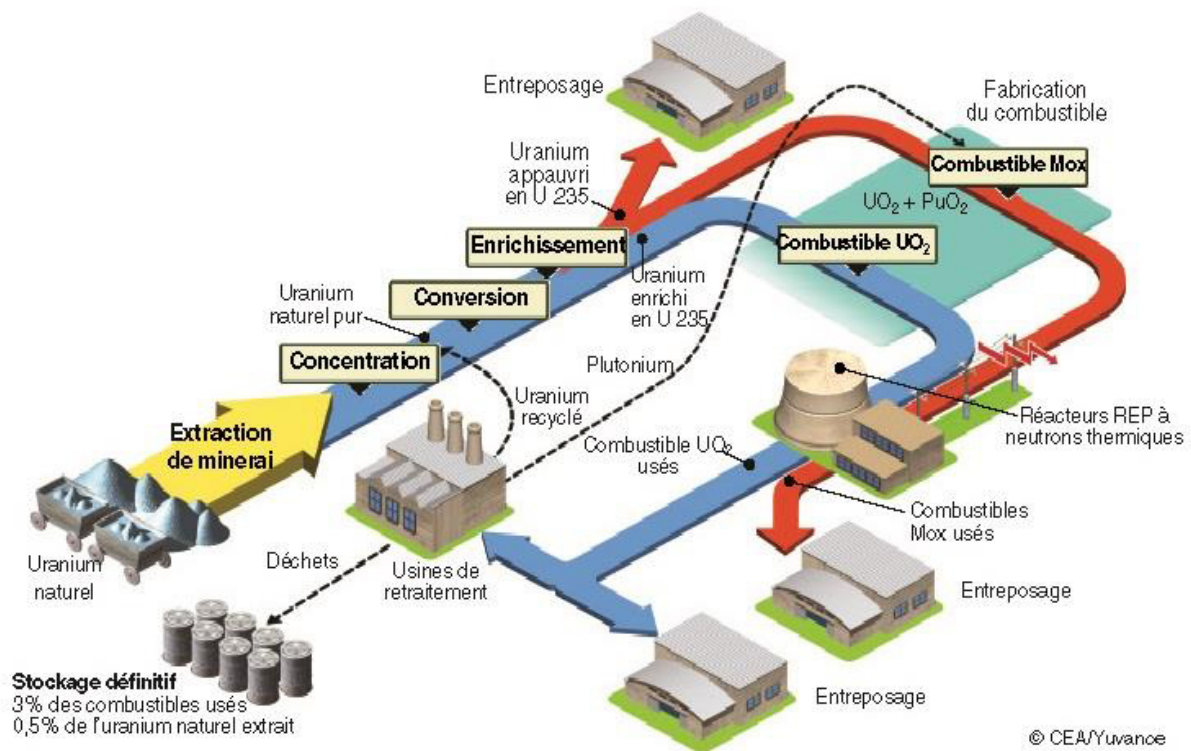 Entreposage
Fabrication
du combustible
Uranium
appauvri
en U 235
Combustible Mox
UO₂ + PuO₂
Enrichissement
Combustible UO₂
Uranium
enrichi
en U 235
Conversion
Uranium
naturel pur
Concentration
Plutonium
Uranium
recyclé
Réacteurs REP à
neutrons thermiques
Extraction
de minerai
Combustible UO₂
usés
Combustibles
Mox usés
Uranium
naturel
Déchets
Usines de
retraitement
Entreposage
Entreposage
Stockage définitif
3% des combustibles usés
0,5% de l'uranium naturel extrait
© CEA/Yuvanoe